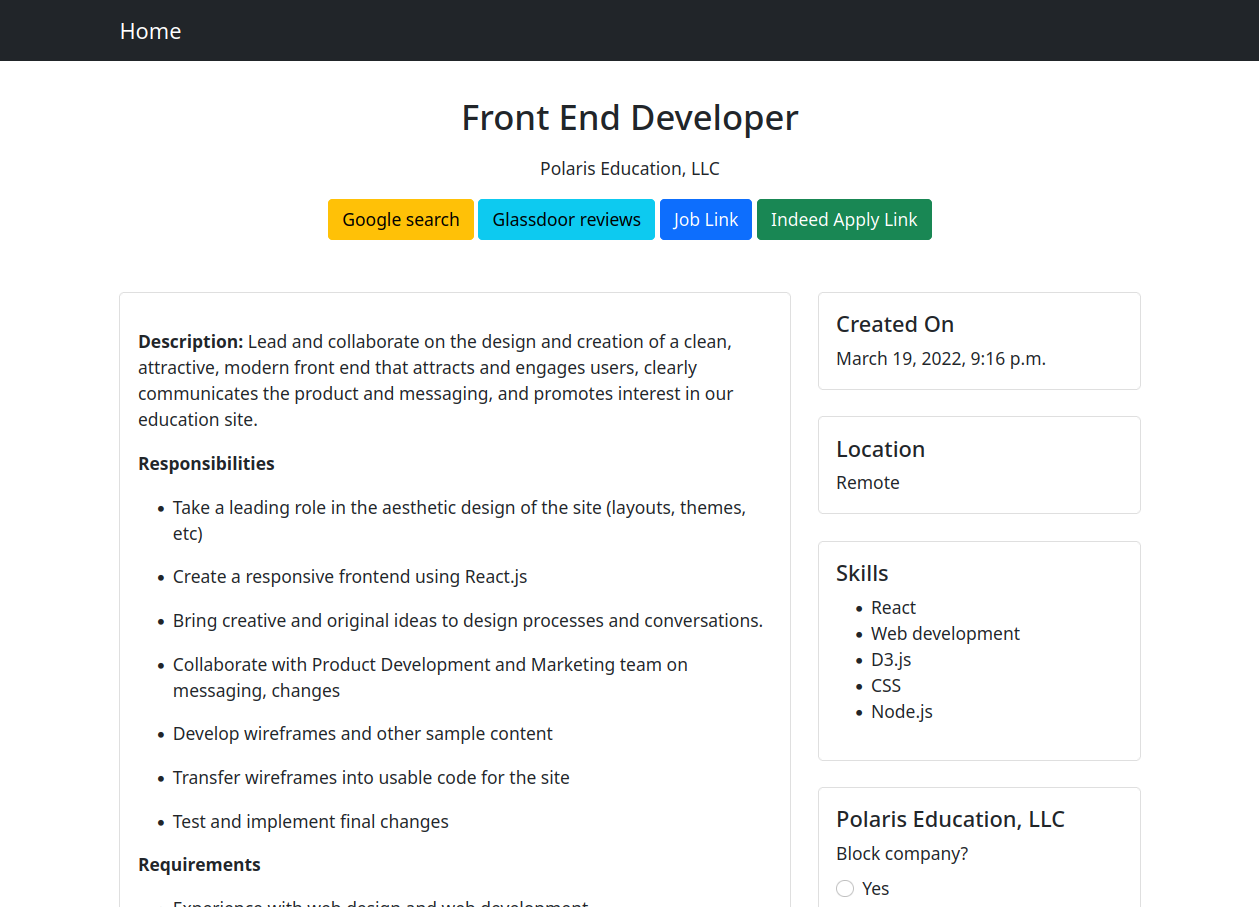 Home
Front End Developer
Polaris Education, LLC
Google search
Glassdoor reviews
Job Link
Indeed Apply Link
Description: Lead and collaborate on the design and creation of a clean,
attractive, modern front end that attracts and engages users, clearly
communicates the product and messaging, and promotes interest in our
education site.
Responsibilities
• Take a leading role in the aesthetic design of the site (layouts, themes,
etc)
• Create a responsive frontend using React.js
• Bring creative and original ideas to design processes and conversations.
• Collaborate with Product Development and Marketing team on
messaging, changes
• Develop wireframes and other sample content
• Transfer wireframes into usable code for the site
• Test and implement final changes
Requirements
• Experience with web design and web development
Created On
March 19, 2022, 9:16 p.m.
Location
Remote
Skills
• React
• Web development
• D3.js
• CSS
• Node.js
Polaris Education, LLC
Block company?
Yes